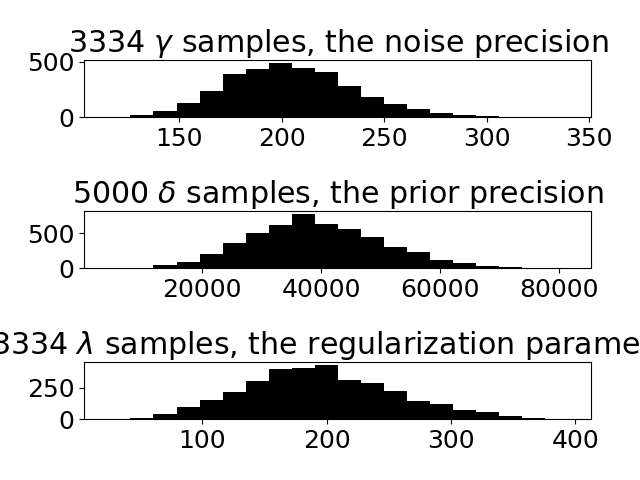 3334 γ samples, the noise precision
500
0
150 200 250 300 350
5000 δ samples, the prior precision
500
0
20000 40000 60000 80000
3334 λ samples, the regularization parame
250
0
100 200 300 400